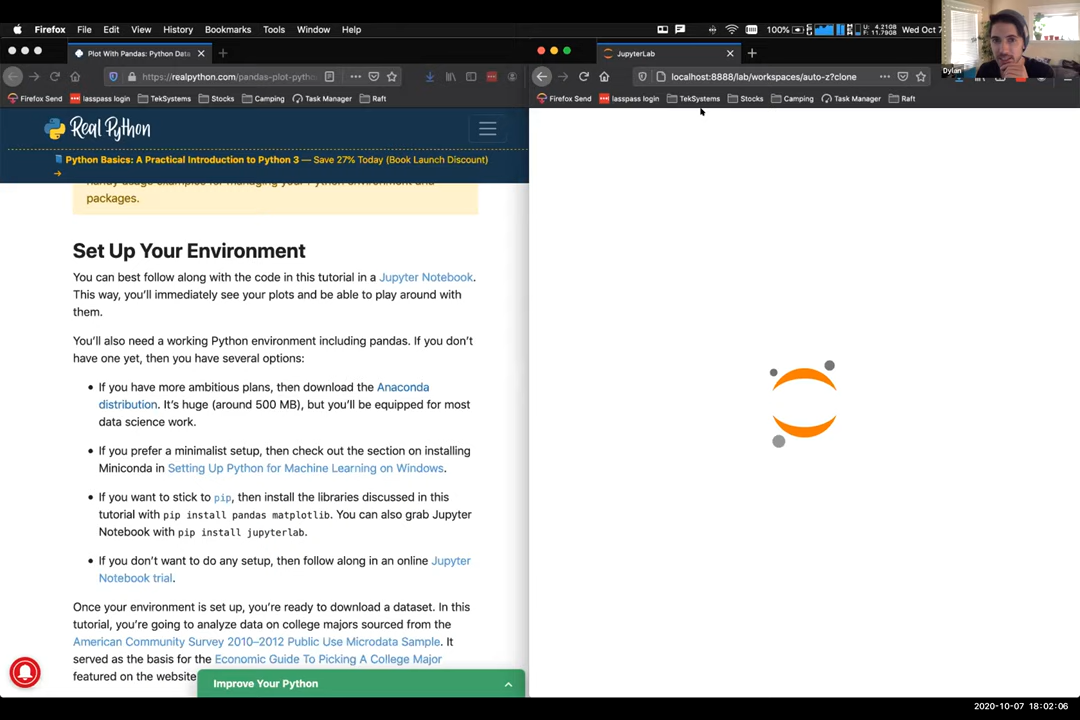 Firefox File Edit View History Bookmarks Tools Window Help
100% U: 4.2108 F: 11.7908 Wed Oct 7
Dylan
Plot With Pandas: Python Data
https://realpython.com/pandas-plot-pytho
Firefox Send lasspass login TekSystems Stocks Camping Task Manager Raft
Real Python
Python Basics: A Practical Introduction to Python 3 — Save 27% Today (Book Launch Discount)
→
handy usage examples for managing your Python environment and
packages.
Set Up Your Environment
You can best follow along with the code in this tutorial in a Jupyter Notebook.
This way, you'll immediately see your plots and be able to play around with
them.
You'll also need a working Python environment including pandas. If you don't
have one yet, then you have several options:
• If you have more ambitious plans, then download the Anaconda
distribution. It's huge (around 500 MB), but you'll be equipped for most
data science work.
• If you prefer a minimalist setup, then check out the section on installing
Miniconda in Setting Up Python for Machine Learning on Windows.
• If you want to stick to pip, then install the libraries discussed in this
tutorial with pip install pandas matplotlib. You can also grab Jupyter
Notebook with pip install jupyterlab.
• If you don't want to do any setup, then follow along in an online Jupyter
Notebook trial.
Once your environment is set up, you're ready to download a dataset. In this
tutorial, you're going to analyze data on college majors sourced from the
American Community Survey 2010–2012 Public Use Microdata Sample. It
served as the basis for the Economic Guide To Picking A College Major
featured on the website
Improve Your Python
JupyterLab
localhost:8888/lab/workspaces/auto-z?clone
Firefox Send lasspass login TekSystems Stocks Camping Task Manager Raft
2020-10-07 18:02:06